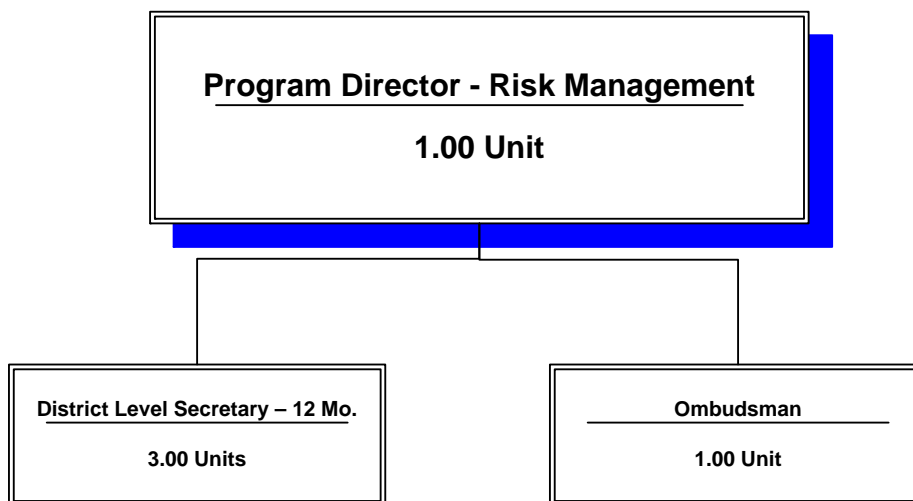 Program Director - Risk Management
1.00 Unit
District Level Secretary – 12 Mo.
3.00 Units
Ombudsman
1.00 Unit